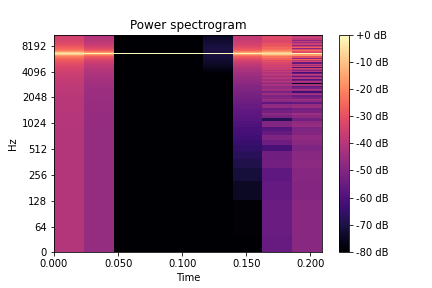 Power spectrogram
8192
4096
2048
1024
512
256
128
64
0
Hz
0.000 0.050 0.100 0.150 0.200
Time
+0 dB
-10 dB
-20 dB
-30 dB
-40 dB
-50 dB
-60 dB
-70 dB
-80 dB